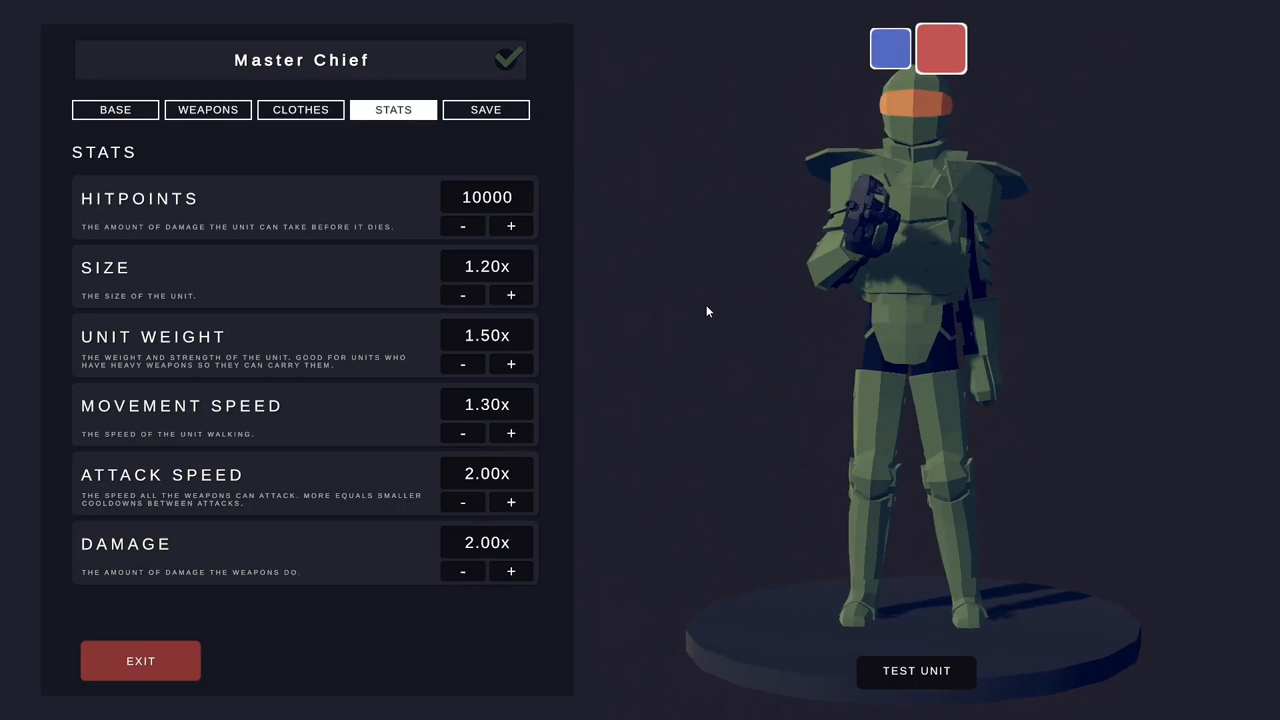 Master Chief
BASE
WEAPONS
CLOTHES
STATS
SAVE
STATS
HITPOINTS
10000
THE AMOUNT OF DAMAGE THE UNIT CAN TAKE BEFORE IT DIES.
- +
SIZE
1.20x
THE SIZE OF THE UNIT.
- +
UNIT WEIGHT
1.50x
THE WEIGHT AND STRENGTH OF THE UNIT. GOOD FOR UNITS WHO
HAVE HEAVY WEAPONS SO THEY CAN CARRY THEM.
- +
MOVEMENT SPEED
1.30x
THE SPEED OF THE UNIT WALKING.
- +
ATTACK SPEED
2.00x
THE SPEED ALL THE WEAPONS CAN ATTACK. MORE EQUALS SMALLER
COOLDOWNS BETWEEN ATTACKS.
- +
DAMAGE
2.00x
THE AMOUNT OF DAMAGE THE WEAPONS DO.
- +
EXIT
TEST UNIT